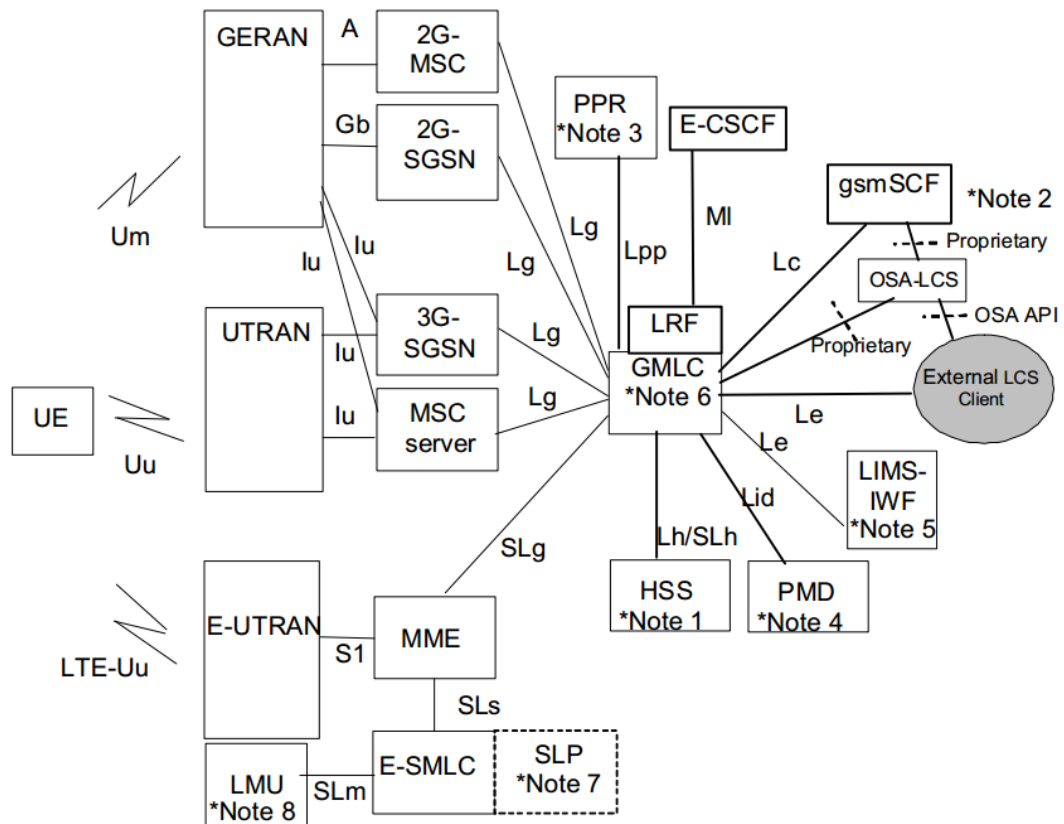 GERAN
A
2G-
MSC
Gb
2G-
SGSN
PPR
*Note 3
E-CSCF
gsmSCF
*Note 2
Um
Iu
Iu
Lg
Lg
Lpp
Ml
Lc
Proprietary
OSA-LCS
OSA API
Proprietary
UTRAN
Iu
3G-
SGSN
Lg
LRF
GMLC
*Note 6
External LCS
Client
UE
Uu
Iu
MSC
server
Lg
Le
Le
LIMS-
IWF
*Note 5
Lid
Lh/SLh
SLg
HSS
*Note 1
PMD
*Note 4
E-UTRAN
LTE-Uu
S1
MME
SLs
E-SMLC
SLP
*Note 7
LMU
*Note 8
SLm